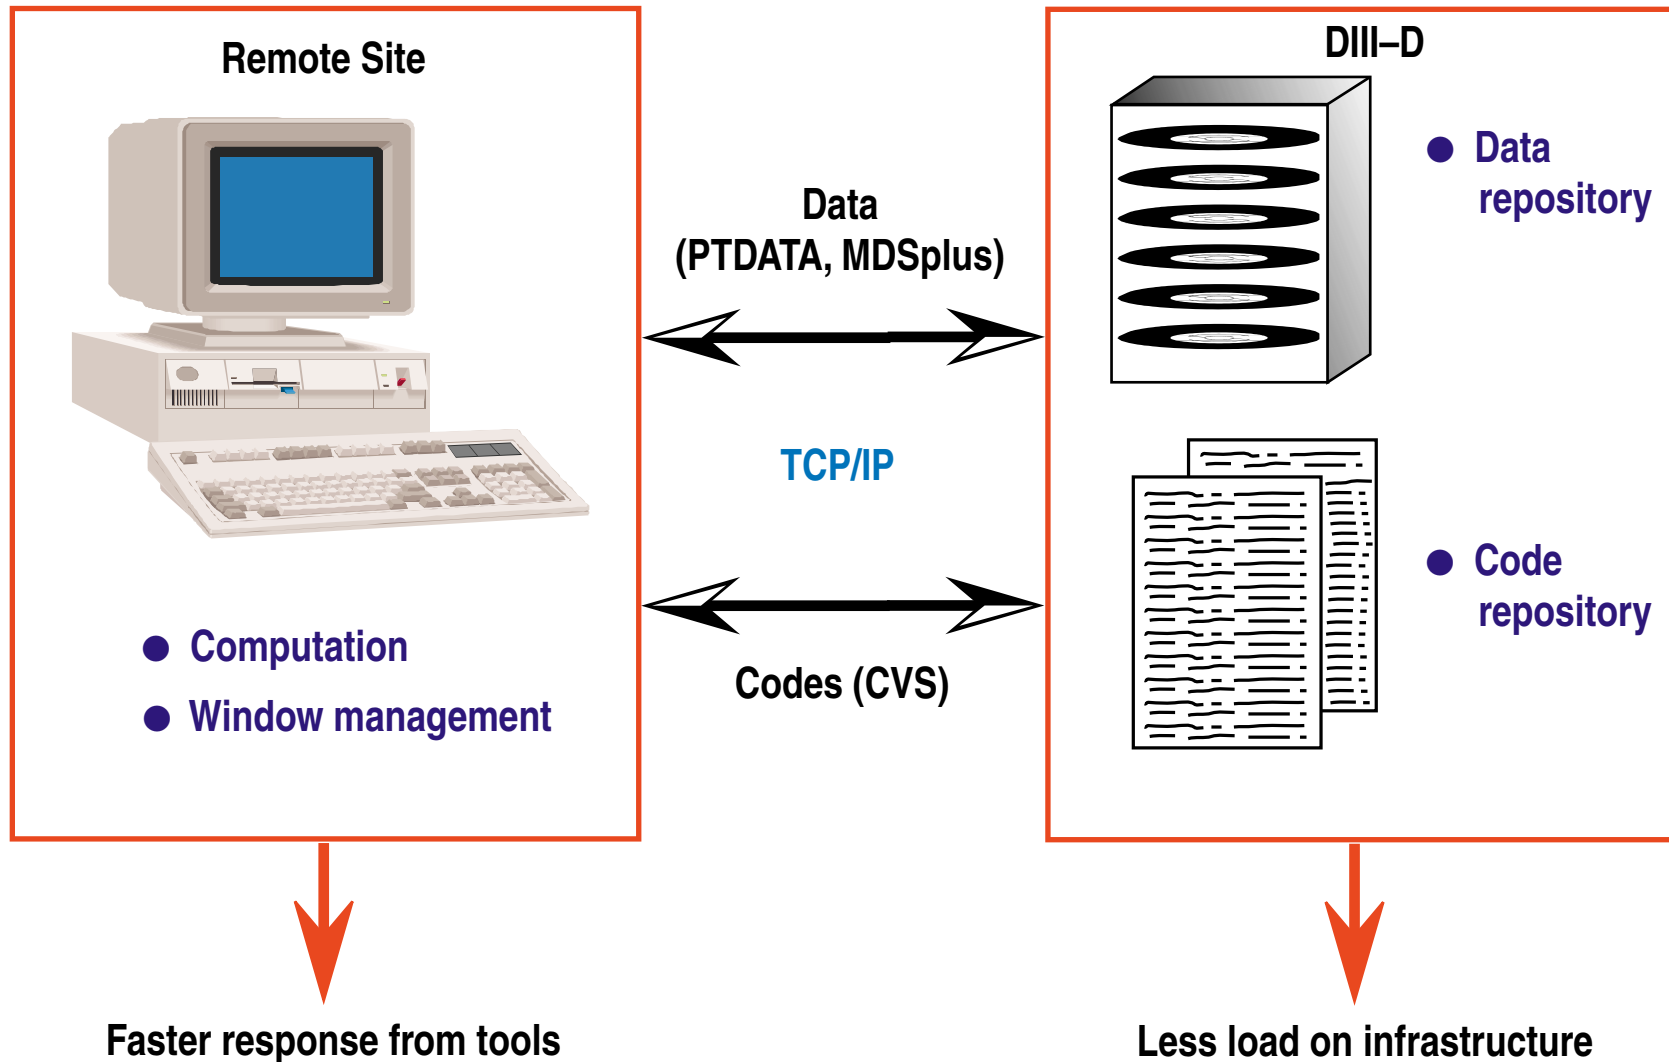 Remote Site
● Computation
● Window management
Faster response from tools
Data
(PTDATA, MDSplus)
TCP/IP
Codes (CVS)
DIII–D
● Data
repository
● Code
repository
Less load on infrastructure